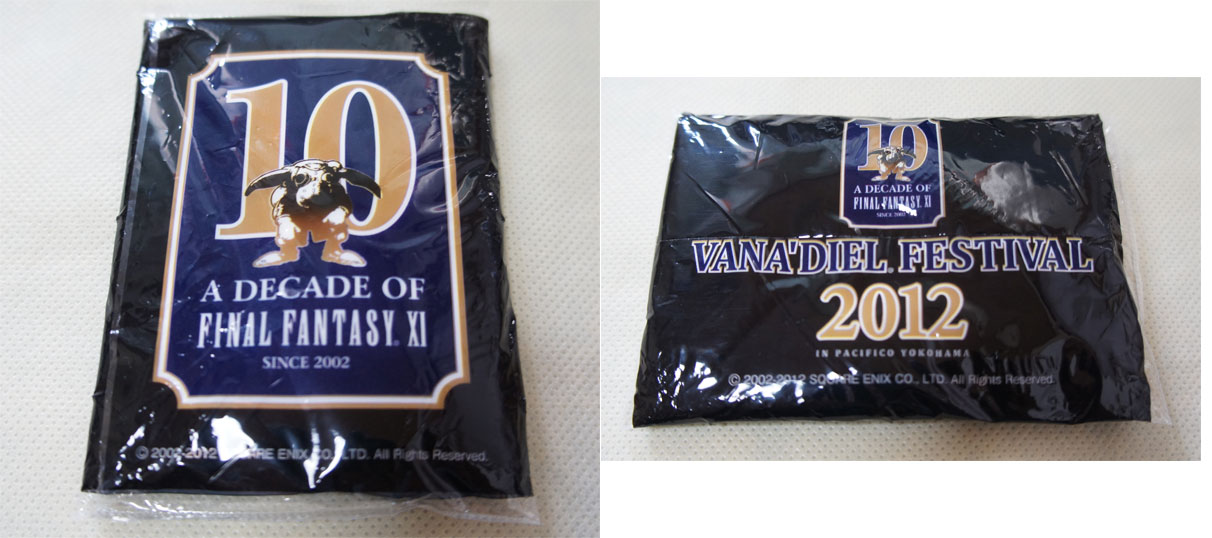 10
A DECADE OF
FINAL FANTASY® XI
SINCE 2002
© 2002-2012 SQUARE ENIX CO., LTD. All Rights Reserved.
10
A DECADE OF
FINAL FANTASY® XI
SINCE 2002
VANA'DIEL® FESTIVAL
2012
IN PACIFICO YOKOHAMA
© 2002-2012 SQUARE ENIX CO., LTD. All Rights Reserved.